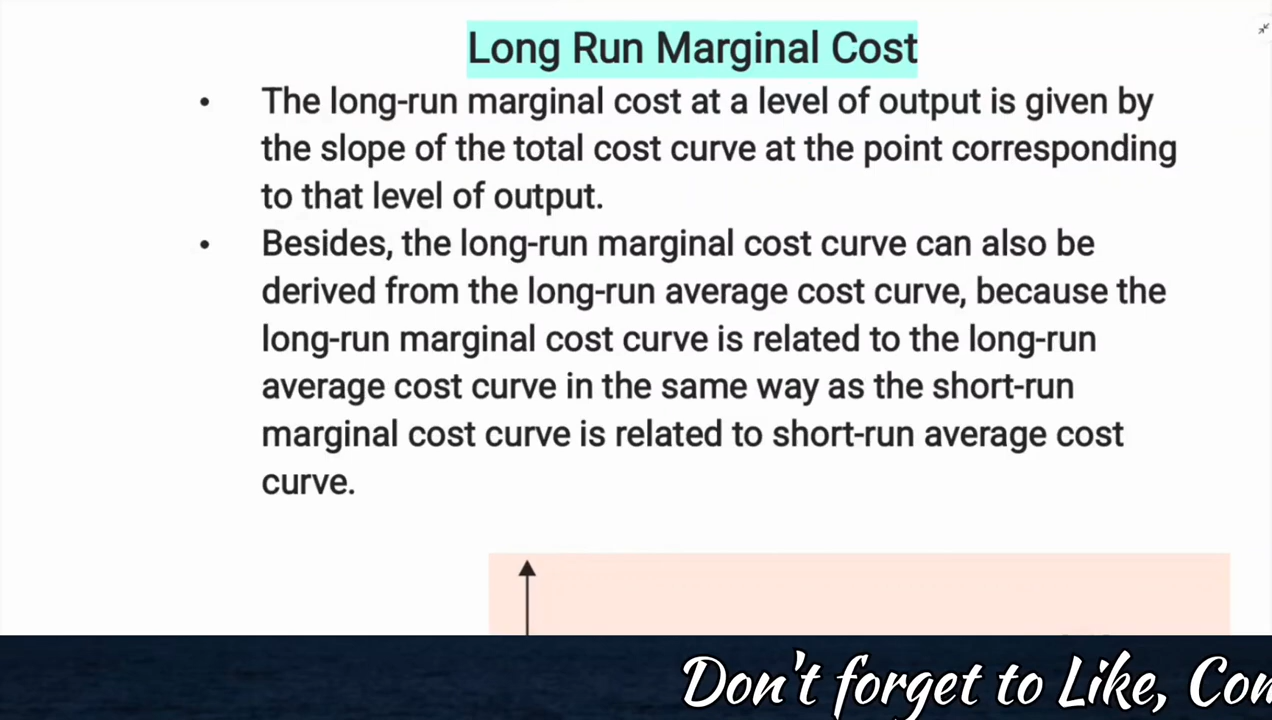 Long Run Marginal Cost
• The long-run marginal cost at a level of output is given by
the slope of the total cost curve at the point corresponding
to that level of output.
• Besides, the long-run marginal cost curve can also be
derived from the long-run average cost curve, because the
long-run marginal cost curve is related to the long-run
average cost curve in the same way as the short-run
marginal cost curve is related to short-run average cost
curve.
Don't forget to Like,